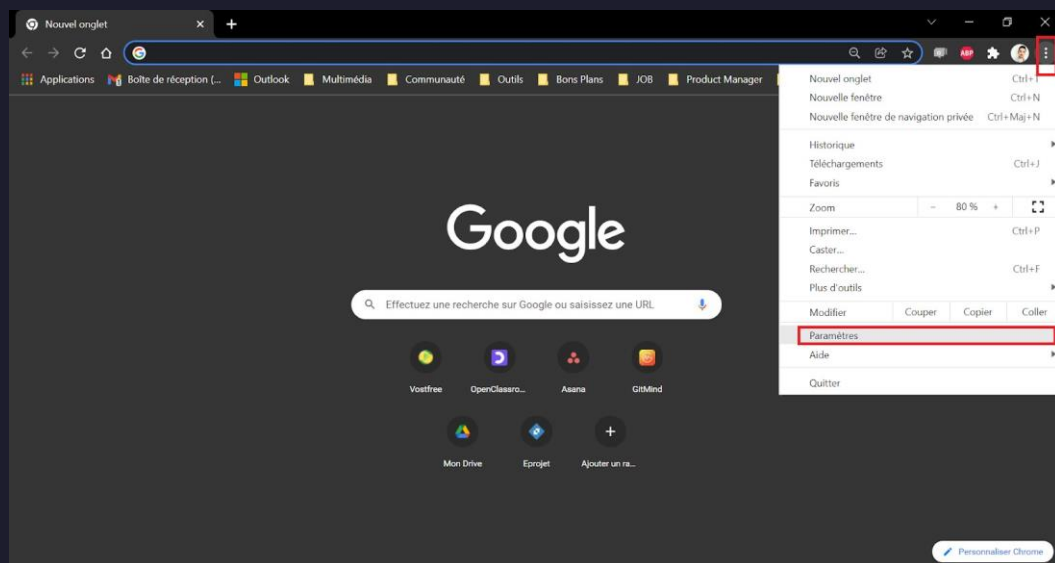 Nouvel onglet
Applications Boîte de réception (... Outlook Multimédia Communauté Outils Bons Plans JOB Product Manager
ABP
Nouvel onglet Ctrl+T
Nouvelle fenêtre Ctrl+N
Nouvelle fenêtre de navigation privée Ctrl+Maj+N
Historique
Téléchargements Ctrl+J
Favoris
Zoom - 80 % +
Imprimer... Ctrl+P
Caster...
Rechercher... Ctrl+F
Plus d'outils
Modifier Couper Copier Coller
Paramètres
Aide
Quitter
Google
Effectuez une recherche sur Google ou saisissez une URL
Vostfree OpenClassro... Asana GitMind
Mon Drive Eprojet Ajouter un ra...
Personnaliser Chrome